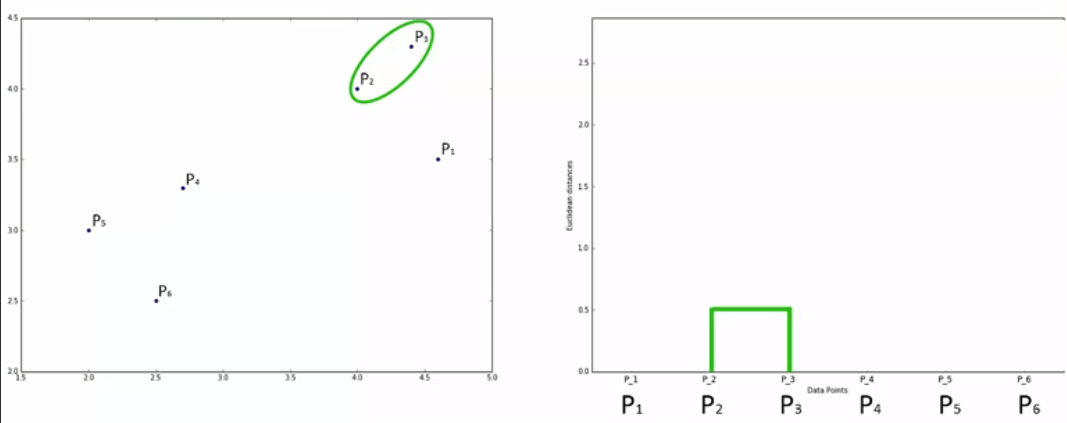 4.5
4.0
3.5
3.0
2.5
2.0
1.5 2.0 2.5 3.0 3.5 4.0 4.5 5.0
P₃
P₂
P₁
P₄
P₅
P₆
2.5
2.0
1.5
1.0
0.5
0.0
Euclidean distances
P_1 P_2 P_3 P_4 P_5 P_6
Data Points
P₁ P₂ P₃ P₄ P₅ P₆